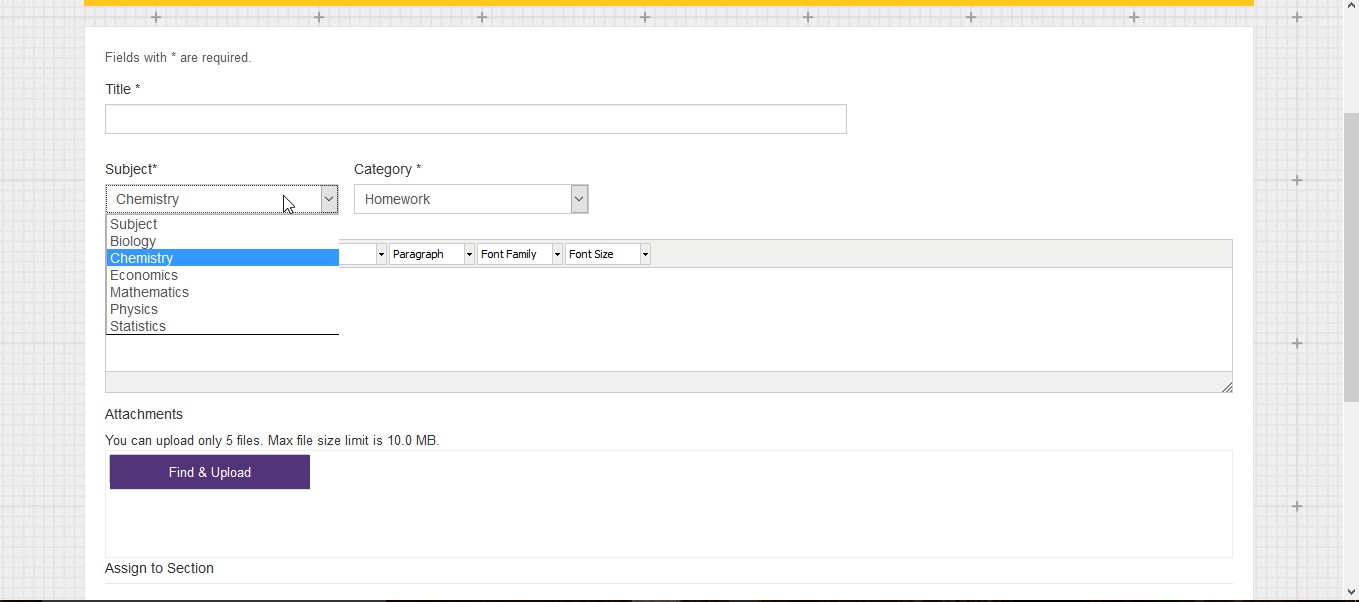 Fields with * are required.
Title *
Subject* Category *
Chemistry Homework
Subject
Biology
Chemistry
Economics
Mathematics
Physics
Statistics
Paragraph Font Family Font Size
Attachments
You can upload only 5 files. Max file size limit is 10.0 MB.
Find & Upload
Assign to Section